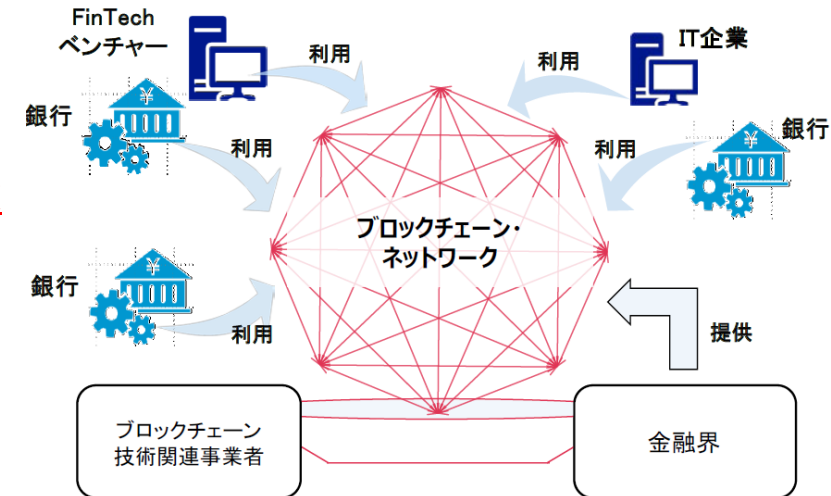 FinTech
ベンチャー
利用
利用
IT企業
銀行
利用
利用
銀行
ブロックチェーン・
ネットワーク
銀行
利用
提供
ブロックチェーン
技術関連事業者
金融界